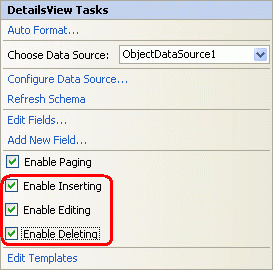 DetailsView Tasks
Auto Format...
Choose Data Source: ObjectDataSource1
Configure Data Source...
Refresh Schema
Edit Fields...
Add New Field...
Enable Paging
Enable Inserting
Enable Editing
Enable Deleting
Edit Templates